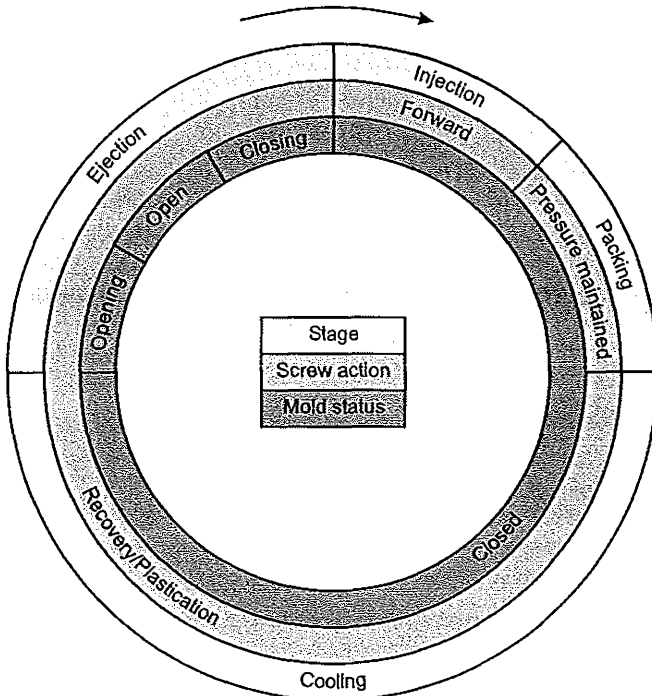 Injection
Forward
Packing
Pressure maintained
Ejection
Closing
Open
Opening
Stage
Screw action
Mold status
Closed
Recovery/Plastication
Cooling